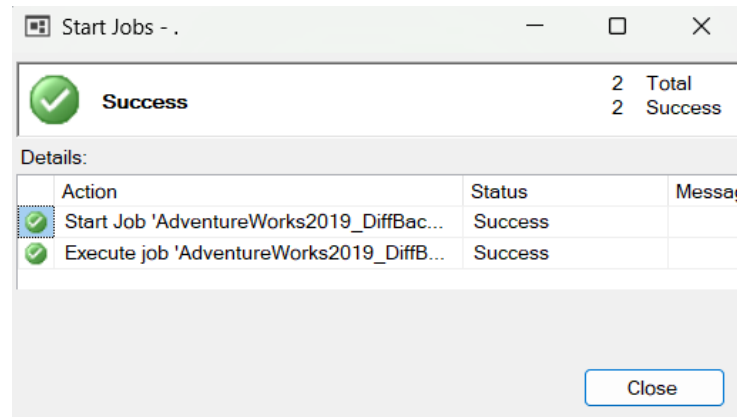 Start Jobs - .
Success
2 Total
2 Success
Details:
Action Status Messa
Start Job 'AdventureWorks2019_DiffBac... Success
Execute job 'AdventureWorks2019_DiffB... Success
Close